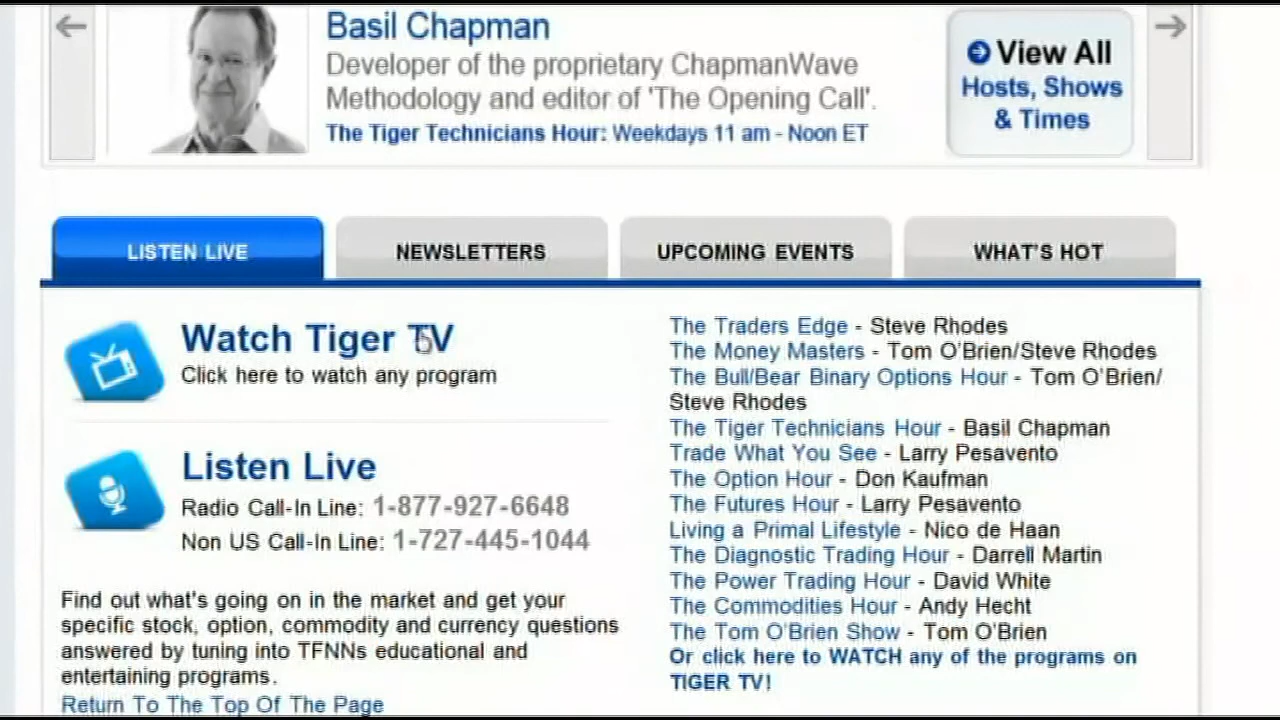 Basil Chapman
Developer of the proprietary ChapmanWave
Methodology and editor of 'The Opening Call'.
The Tiger Technicians Hour: Weekdays 11 am - Noon ET
View All
Hosts, Shows
& Times
LISTEN LIVE
NEWSLETTERS
UPCOMING EVENTS
WHAT'S HOT
Watch Tiger TV
Click here to watch any program
Listen Live
Radio Call-In Line: 1-877-927-6648
Non US Call-In Line: 1-727-445-1044
Find out what's going on in the market and get your
specific stock, option, commodity and currency questions
answered by tuning into TFNNs educational and
entertaining programs.
Return To The Top Of The Page
The Traders Edge - Steve Rhodes
The Money Masters - Tom O'Brien/Steve Rhodes
The Bull/Bear Binary Options Hour - Tom O'Brien/
Steve Rhodes
The Tiger Technicians Hour - Basil Chapman
Trade What You See - Larry Pesavento
The Option Hour - Don Kaufman
The Futures Hour - Larry Pesavento
Living a Primal Lifestyle - Nico de Haan
The Diagnostic Trading Hour - Darrell Martin
The Power Trading Hour - David White
The Commodities Hour - Andy Hecht
The Tom O'Brien Show - Tom O'Brien
Or click here to WATCH any of the programs on
TIGER TV!